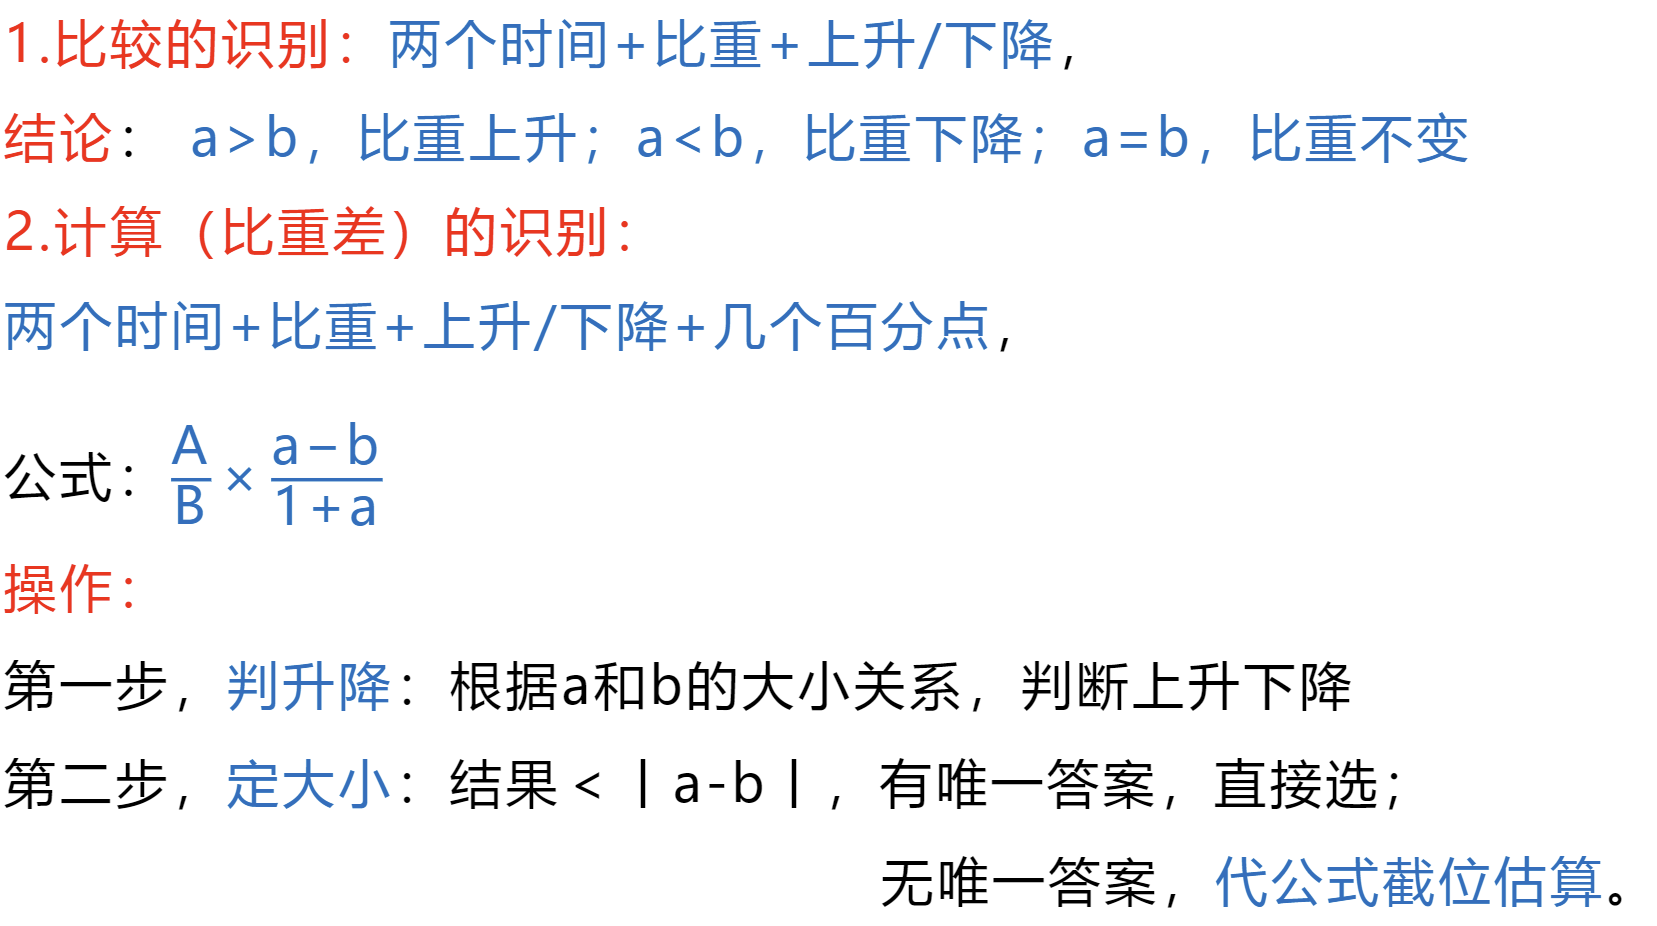 1.比较的识别：两个时间+比重+上升/下降，
结论： a>b，比重上升；a<b，比重下降；a=b，比重不变
2.计算（比重差）的识别：
两个时间+比重+上升/下降+几个百分点，
公式：A/B × (a−b)/(1+a)
操作：
第一步，判升降：根据a和b的大小关系，判断上升下降
第二步，定大小：结果<丨a-b丨，有唯一答案，直接选；
无唯一答案，代公式截位估算。